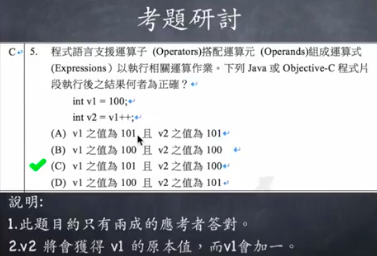 考題研討
C 5. 程式語言支援運算子 (Operators)搭配運算元 (Operands)組成運算式
(Expressions) 以執行相關運算作業。下列 Java 或 Objective-C 程式片
段執行後之結果何者為正確？
int v1 = 100;
int v2 = v1++;
(A) v1 之值為 101 且 v2 之值為 101
(B) v1 之值為 100 且 v2 之值為 100
(C) v1 之值為 101 且 v2 之值為 100
(D) v1 之值為 100 且 v2 之值為 101
說明:
1.此題目約只有兩成的應考者答對。
2.v2 將會獲得 v1 的原本值，而v1會加一。